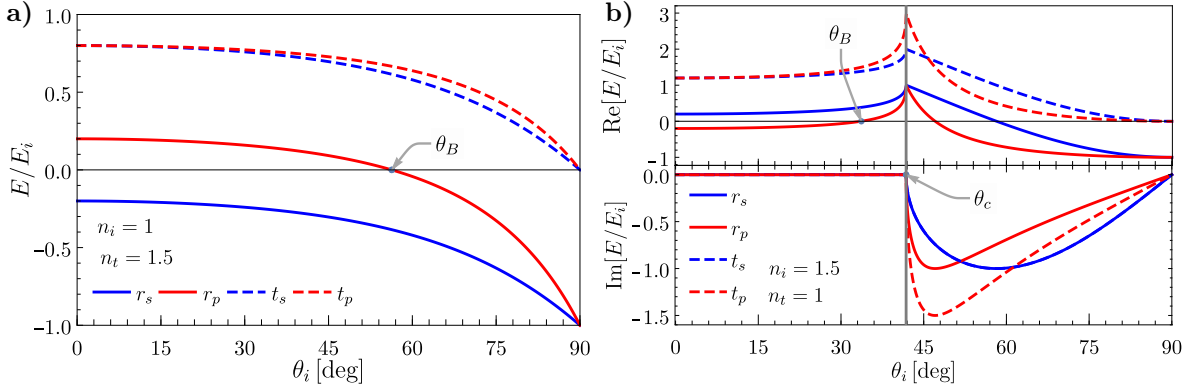 a)
1.0
0.5
0.0
−0.5
−1.0
E/E_i
θ_B
n_i = 1
n_t = 1.5
r_s r_p t_s t_p
0 15 30 45 60 75 90
θ_i [deg]
b)
3
2
1
0
−1
Re[E/E_i]
θ_B
0.0
−0.5
−1.0
−1.5
Im[E/E_i]
θ_c
r_s
r_p
t_s n_i = 1.5
t_p n_t = 1
0 15 30 45 60 75 90
θ_i [deg]